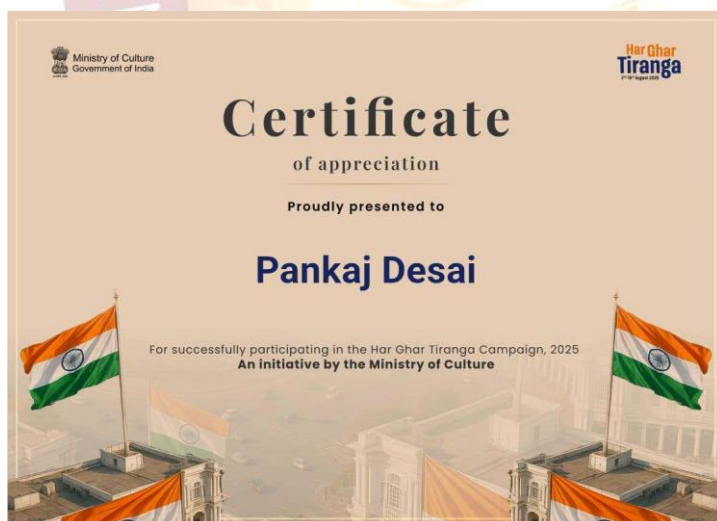 Ministry of Culture
Government of India
Har Ghar
Tiranga
Certificate
of appreciation
Proudly presented to
Pankaj Desai
For successfully participating in the Har Ghar Tiranga Campaign, 2025
An initiative by the Ministry of Culture